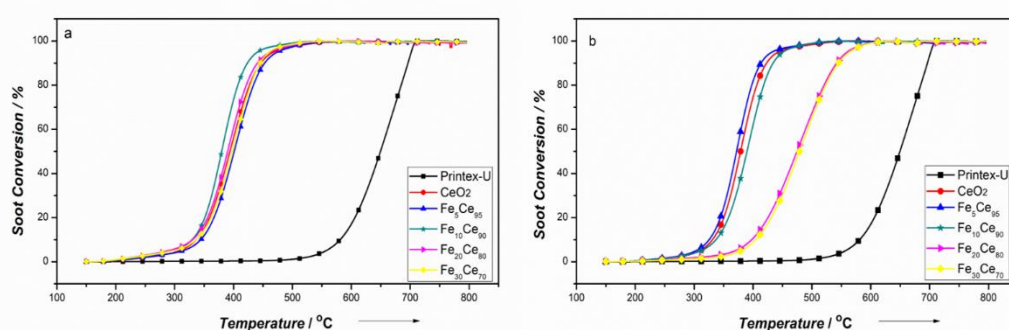 a
Soot Conversion / %
100
80
60
40
20
0
Printex-U
CeO2
Fe5Ce95
Fe10Ce90
Fe20Ce80
Fe30Ce70
100 200 300 400 500 600 700 800
Temperature / °C
b
Soot Conversion / %
100
80
60
40
20
0
Printex-U
CeO2
Fe5Ce95
Fe10Ce90
Fe20Ce80
Fe30Ce70
100 200 300 400 500 600 700 800
Temperature / °C